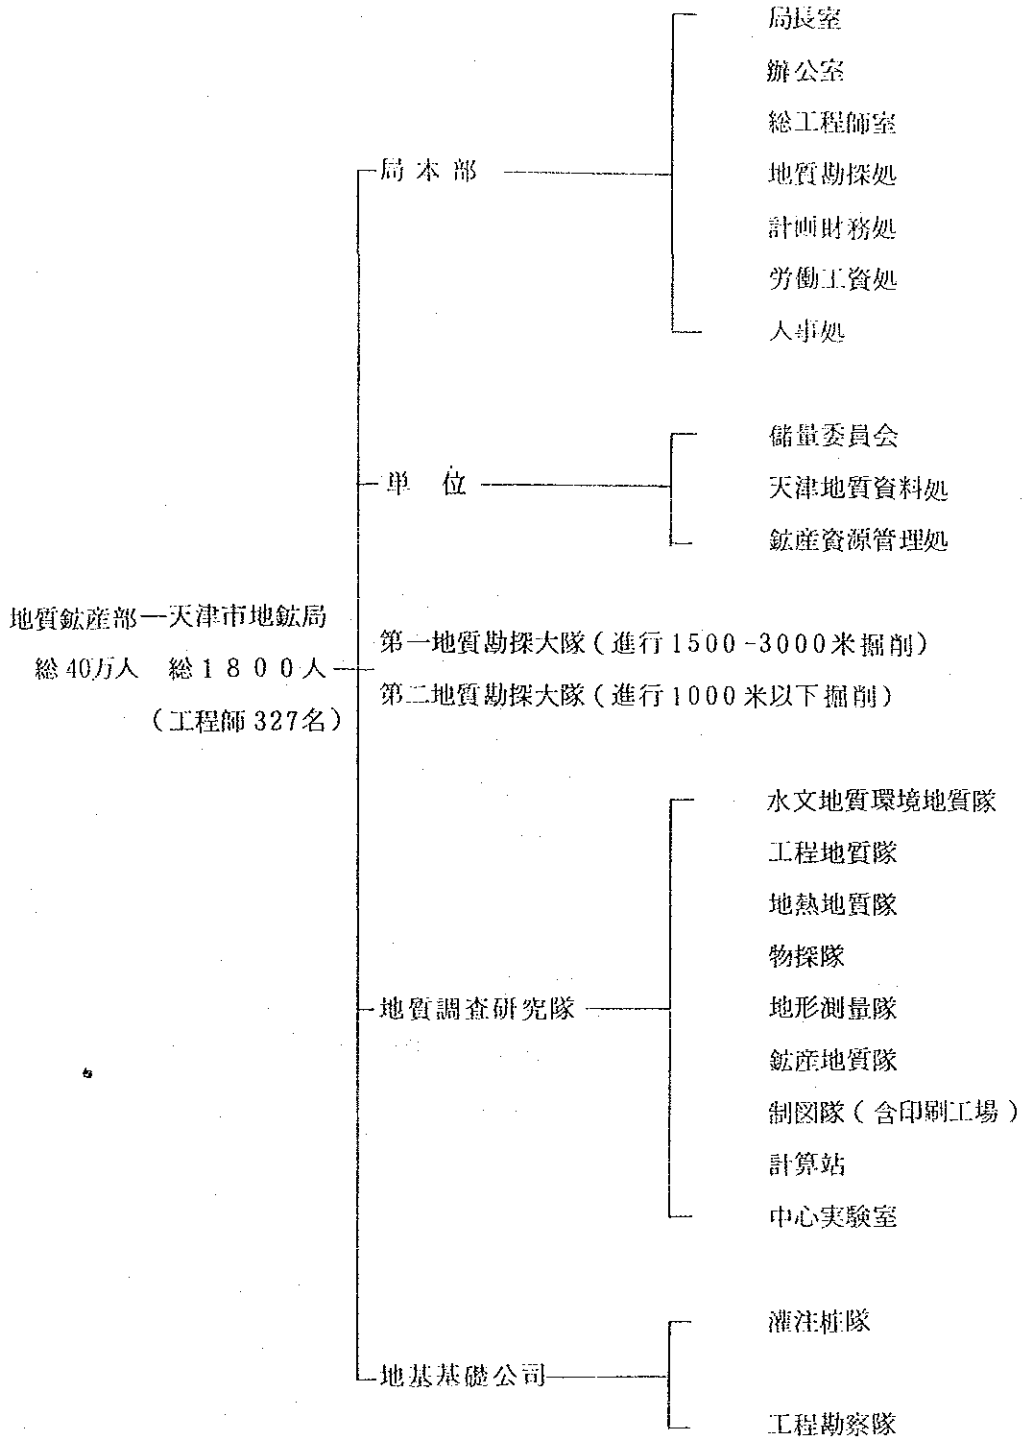 局長室
辦公室
総工程師室
局本部
地質勘探処
計画財務処
労働工資処
人事処
儲量委員会
単 位
天津地質資料処
鉱産資源管理処
地質鉱産部—天津市地鉱局
総40万人 総1800人
(工程師327名)
第一地質勘探大隊(進行1500-3000米掘削)
第二地質勘探大隊(進行1000米以下掘削)
水文地質環境地質隊
工程地質隊
地熱地質隊
物探隊
地質調査研究隊
地形測量隊
鉱産地質隊
制図隊(含印刷工場)
計算站
中心実験室
灌注桩隊
地基基礎公司
工程勘察隊